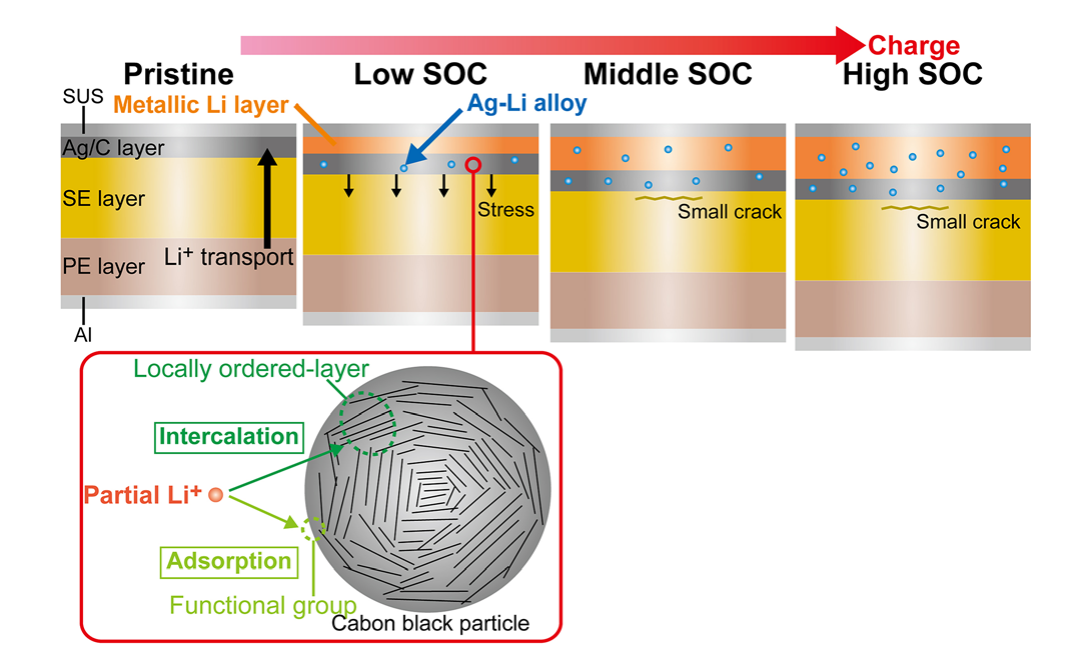 Charge
Pristine
Low SOC
Middle SOC
High SOC
SUS
Metallic Li layer
Ag-Li alloy
Ag/C layer
SE layer
Stress
Small crack
Small crack
Li⁺ transport
PE layer
Al
Locally ordered-layer
Intercalation
Partial Li⁺
Adsorption
Functional group
Cabon black particle